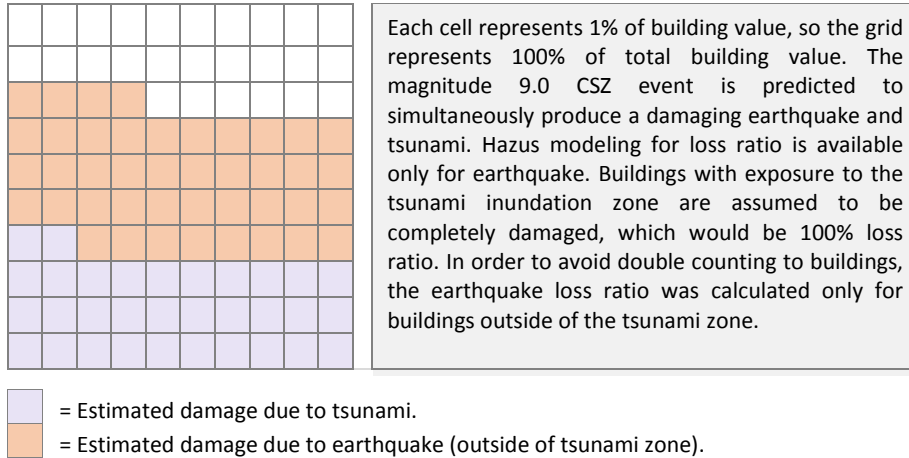 Each cell represents 1% of building value, so the grid
represents 100% of total building value. The
magnitude 9.0 CSZ event is predicted to
simultaneously produce a damaging earthquake and
tsunami. Hazus modeling for loss ratio is available
only for earthquake. Buildings with exposure to the
tsunami inundation zone are assumed to be
completely damaged, which would be 100% loss
ratio. In order to avoid double counting to buildings,
the earthquake loss ratio was calculated only for
buildings outside of the tsunami zone.
= Estimated damage due to tsunami.
= Estimated damage due to earthquake (outside of tsunami zone).